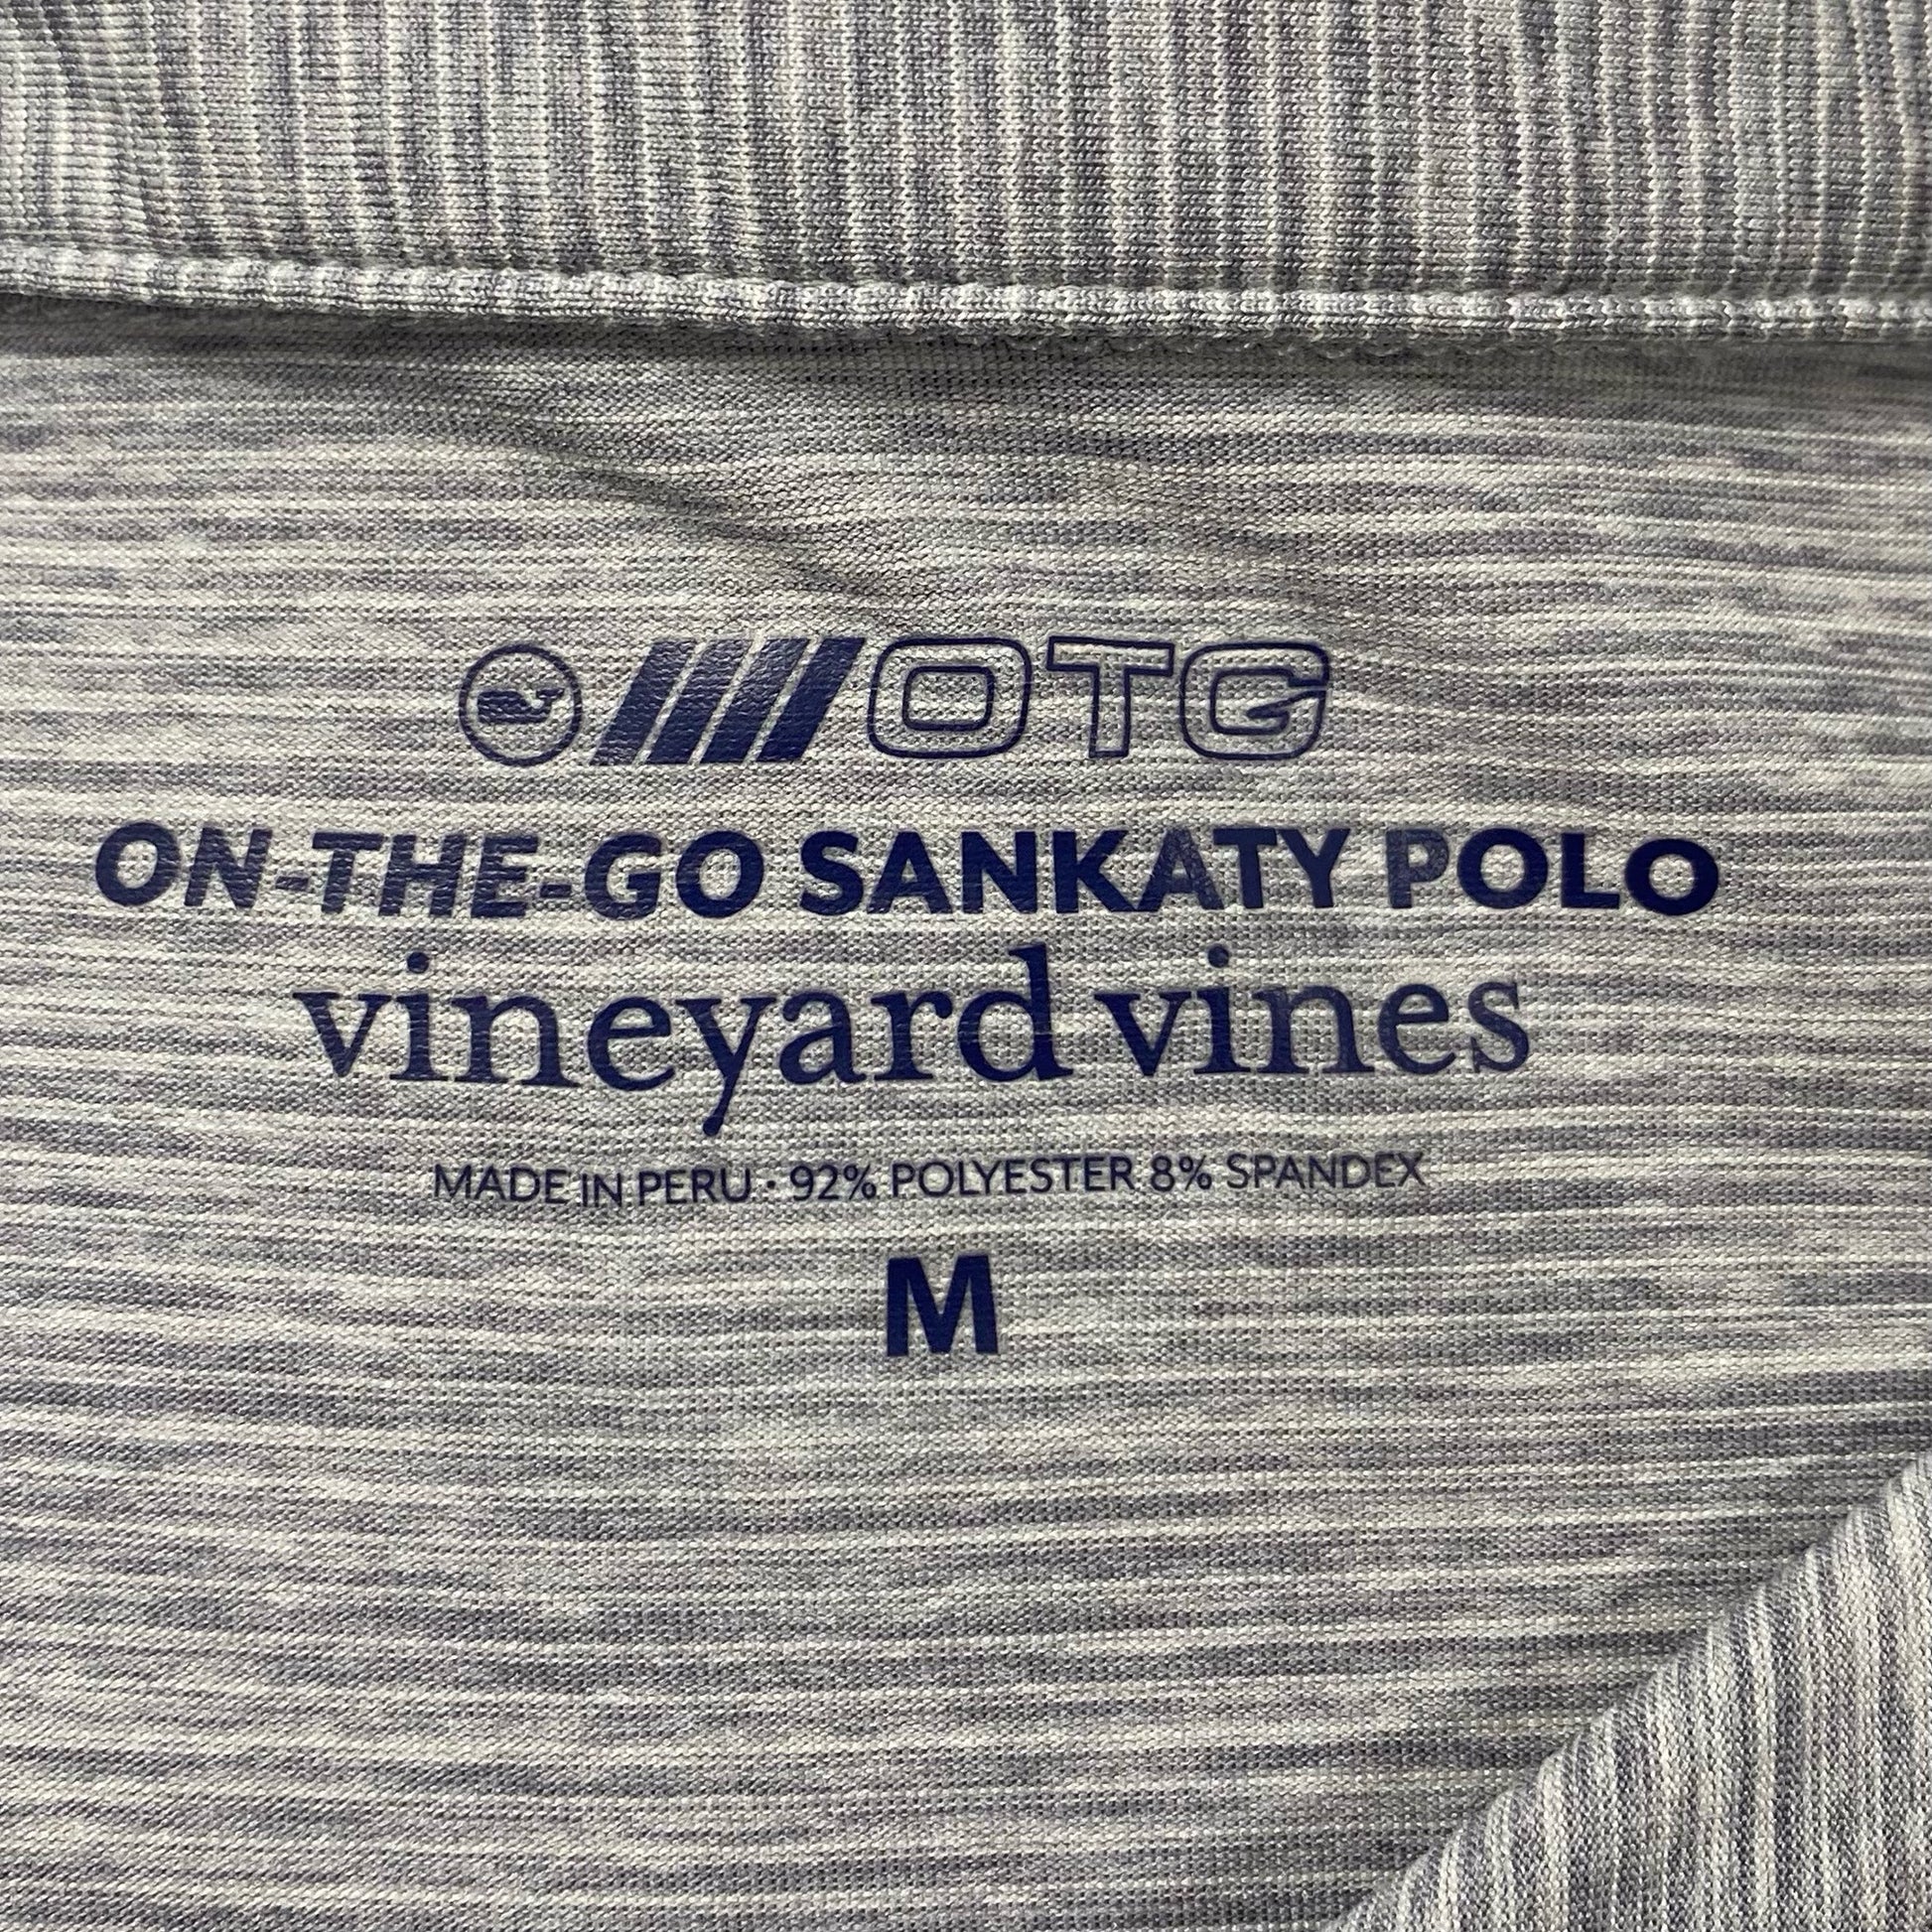 OTG
ON-THE-GO SANKATY POLO
vineyard vines
MADE IN PERU · 92% POLYESTER 8% SPANDEX
M